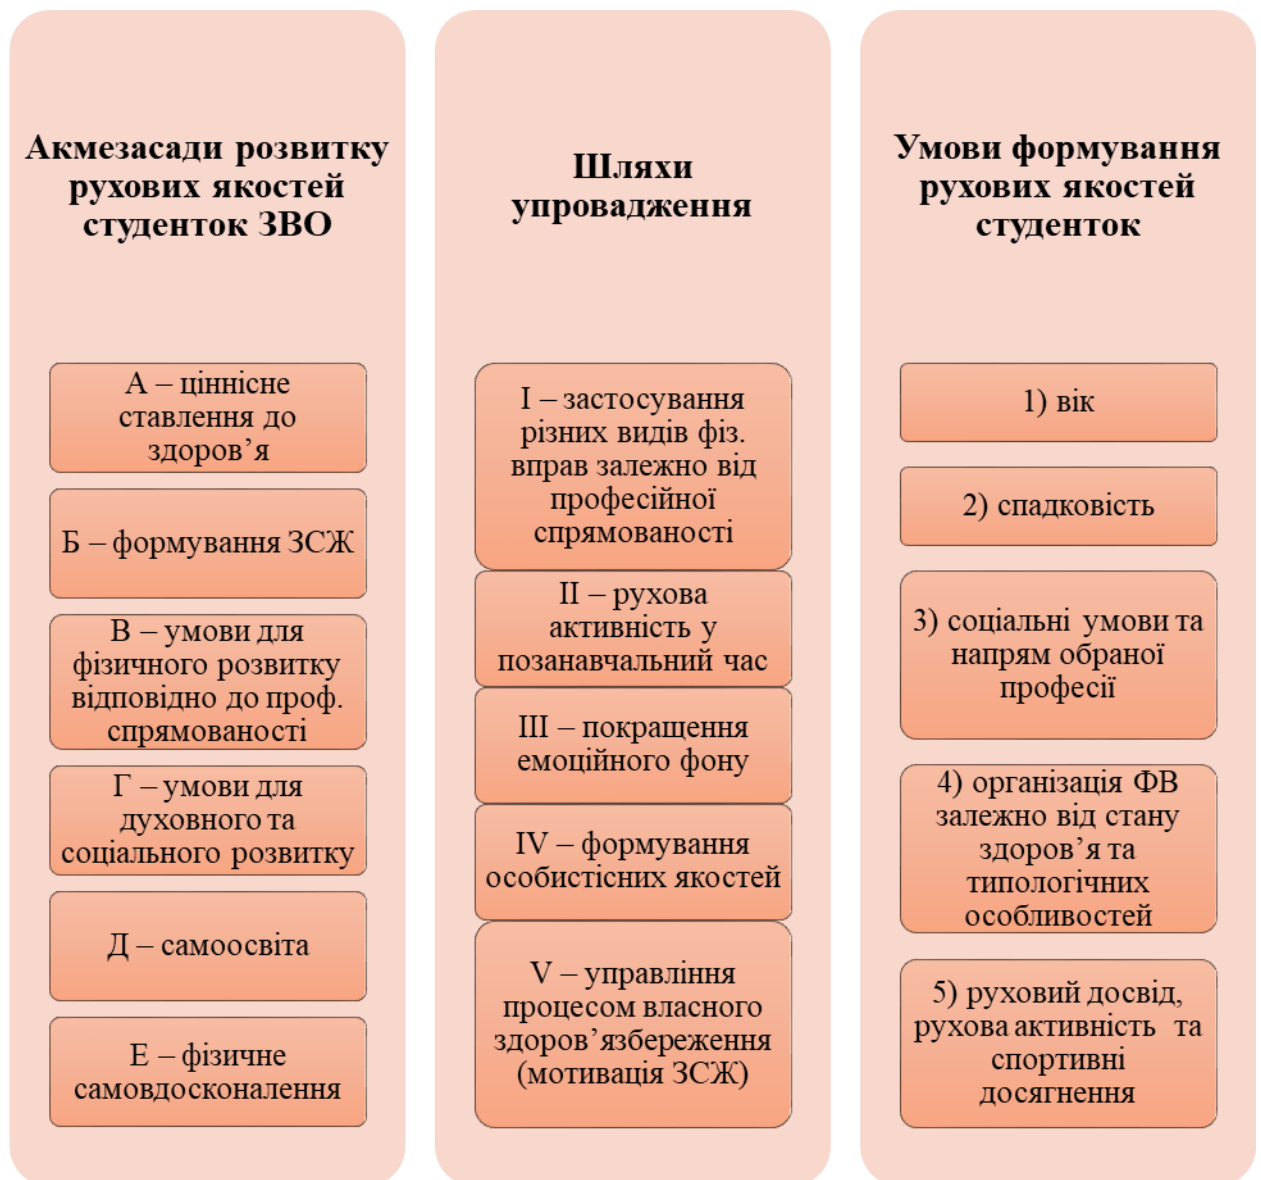 Акмезасади розвитку
рухових якостей
студенток ЗВО
А – ціннісне
ставлення до
здоров’я
Б – формування ЗСЖ
В – умови для
фізичного розвитку
відповідно до проф.
спрямованості
Г – умови для
духовного та
соціального розвитку
Д – самоосвіта
Е – фізичне
самовдосконалення
Шляхи
упровадження
І – застосування
різних видів фіз.
вправ залежно від
професійної
спрямованості
ІІ – рухова
активність у
позанавчальний час
ІІІ – покращення
емоційного фону
IV – формування
особистісних якостей
V – управління
процесом власного
здоров’язбереження
(мотивація ЗСЖ)
Умови формування
рухових якостей
студенток
1) вік
2) спадковість
3) соціальні умови та
напрям обраної
професії
4) організація ФВ
залежно від стану
здоров’я та
типологічних
особливостей
5) руховий досвід,
рухова активність та
спортивні
досягнення